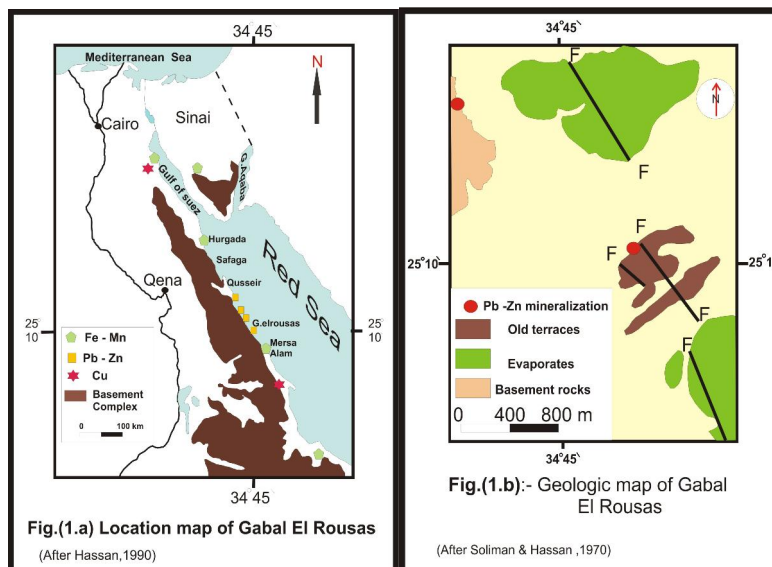 34 45
Mediterranean Sea
N
Cairo
Sinai
G.Aqaba
Gulf of suez
Red Sea
Hurgada
Safaga
Qusseir
Qena
G.elrousas
25
10
25
10
Mersa
Alam
Fe - Mn
Pb - Zn
Cu
Basement
Complex
0 100 km
34 45
Fig.(1.a) Location map of Gabal El Rousas
(After Hassan,1990)
34°45`
F
N
F
F
F
25°10`
25°1
F
F
Pb -Zn mineralization
Old terraces
Evaporates
Basement rocks
0 400 800 m
34°45`
Fig.(1.b):- Geologic map of Gabal
El Rousas
(After Soliman & Hassan ,1970)